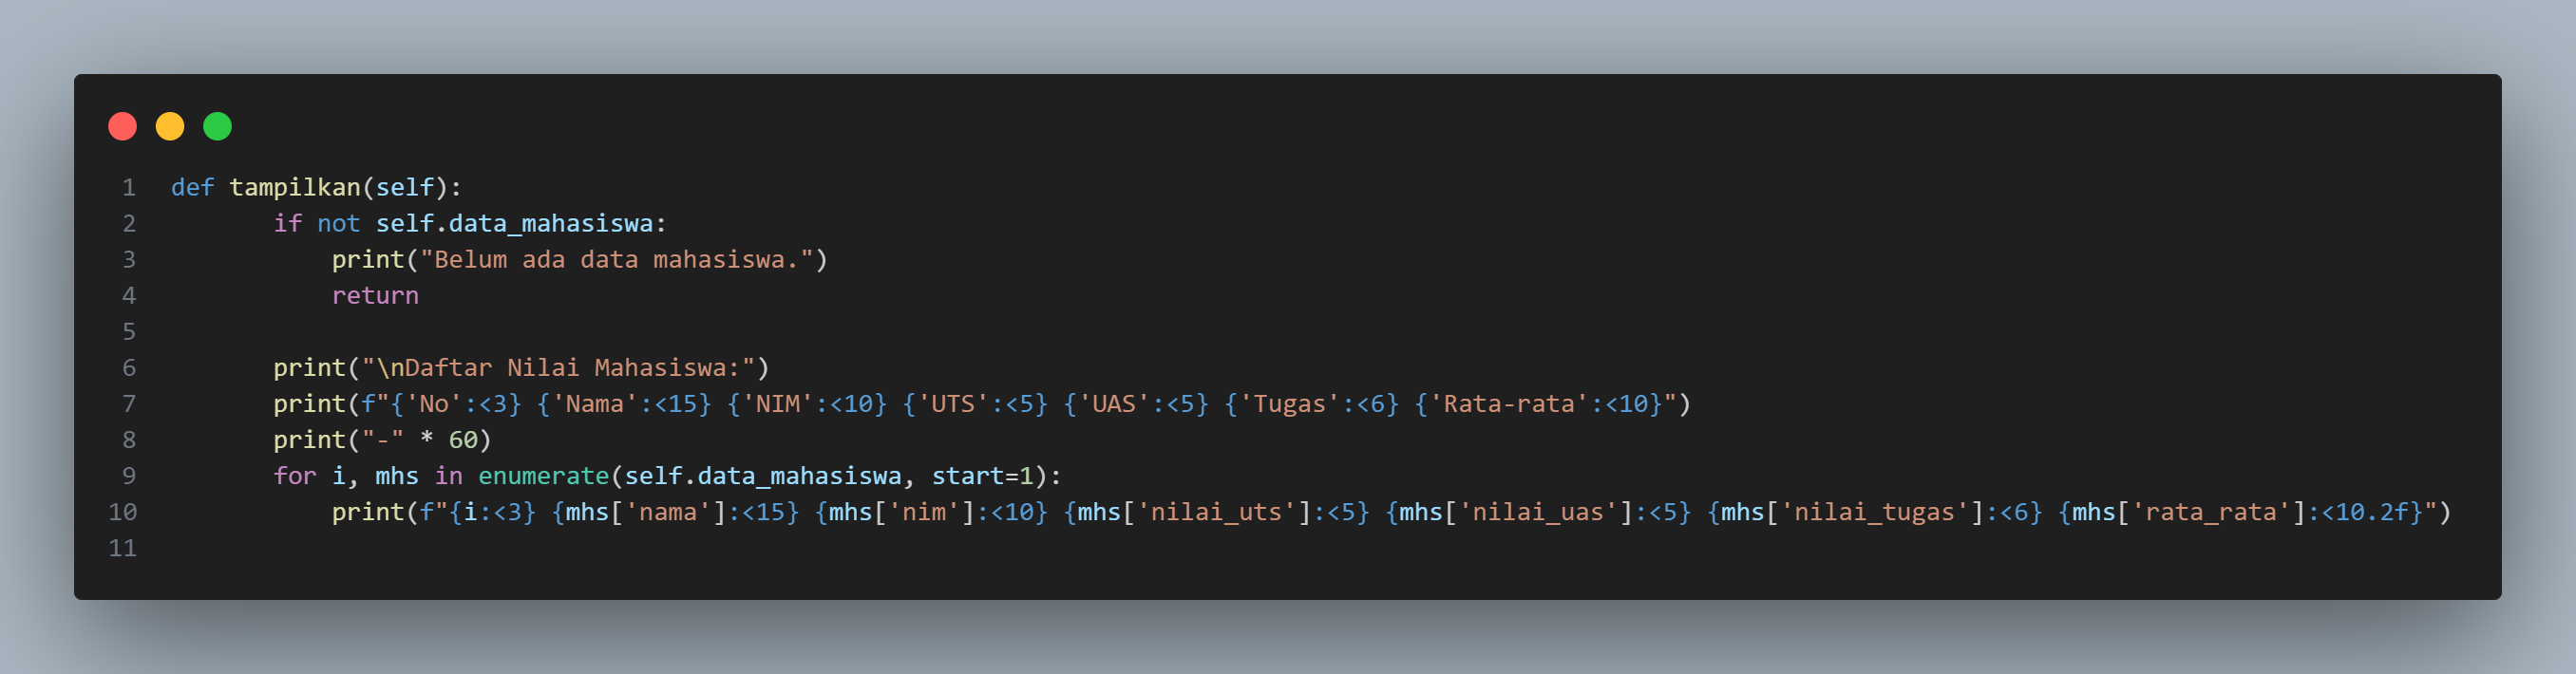 1 def tampilkan(self):
2 if not self.data_mahasiswa:
3 print("Belum ada data mahasiswa.")
4 return
5
6 print("\nDaftar Nilai Mahasiswa:")
7 print(f"{'No':<3} {'Nama':<15} {'NIM':<10} {'UTS':<5} {'UAS':<5} {'Tugas':<6} {'Rata-rata':<10}")
8 print("-" * 60)
9 for i, mhs in enumerate(self.data_mahasiswa, start=1):
10 print(f"{i:<3} {mhs['nama']:<15} {mhs['nim']:<10} {mhs['nilai_uts']:<5} {mhs['nilai_uas']:<5} {mhs['nilai_tugas']:<6} {mhs['rata_rata']:<10.2f}")
11